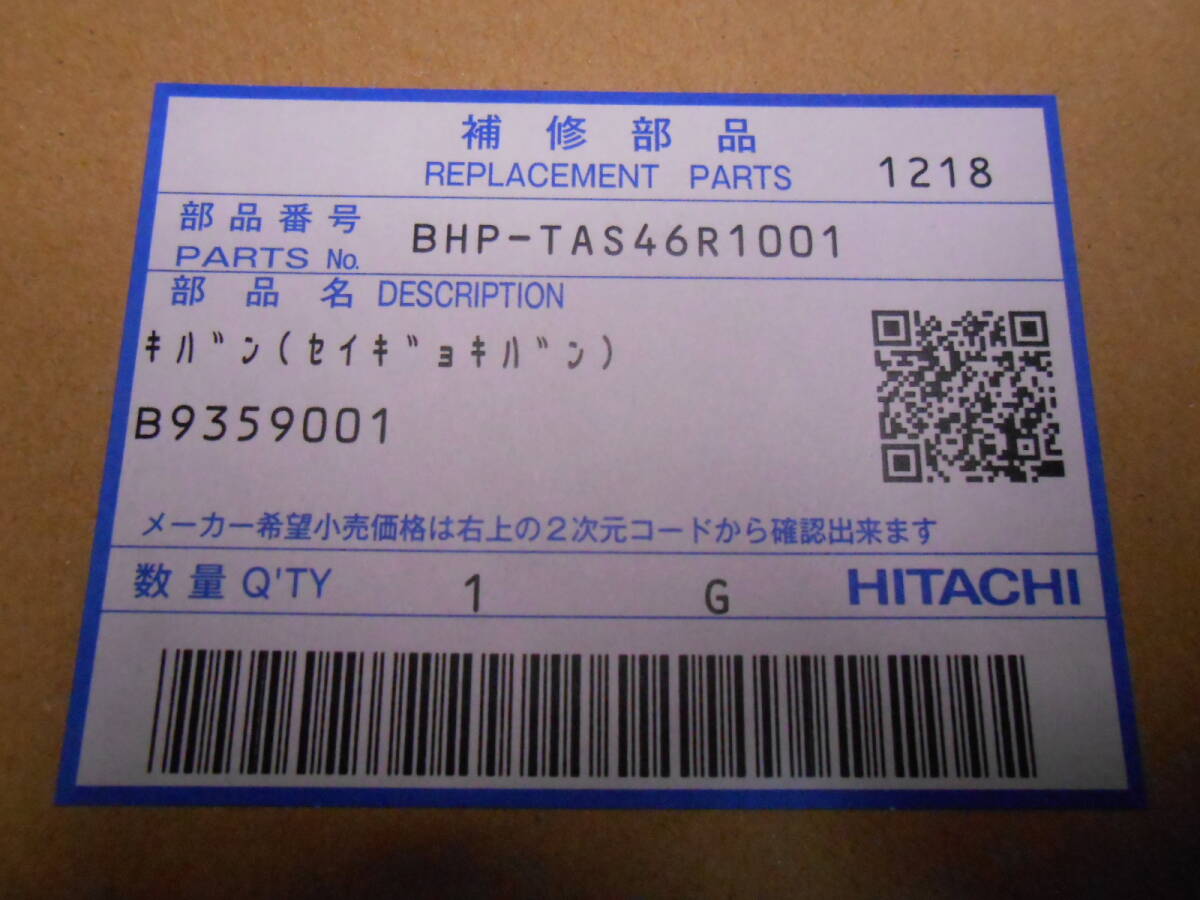 補修部品
REPLACEMENT PARTS 1218
部品番号
PARTS No. BHP-TAS46R1001
部品名 DESCRIPTION
ｷﾊﾞﾝ(ｾｲｷﾞｮｷﾊﾞﾝ)
B9359001
メーカー希望小売価格は右上の2次元コードから確認出来ます
数量 Q'TY 1 G HITACHI